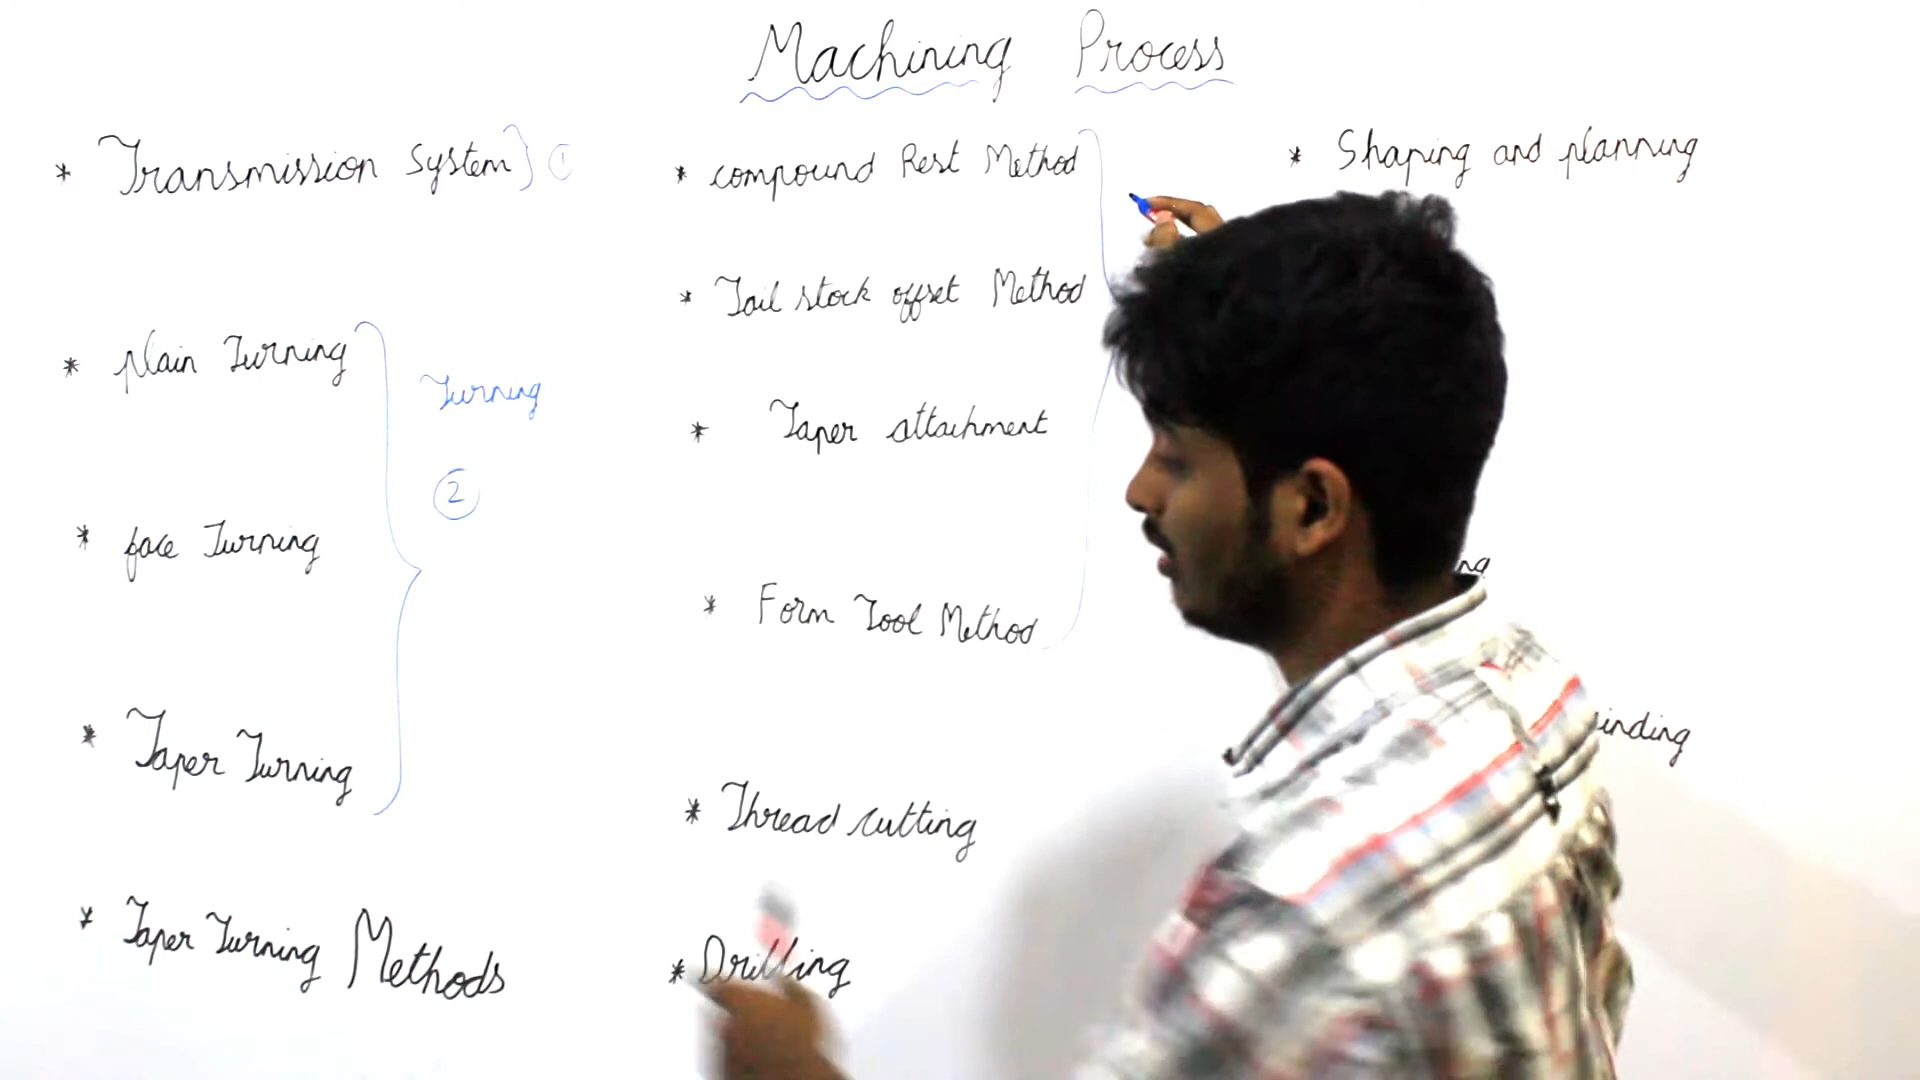 Machining Process
* Transmission System } ①
* plain Turning
Turning
②
* face Turning
* Taper Turning
* Taper Turning Methods
* compound Rest Method
* Tail stock offset Method
* Taper attachment
* Form Tool Method
* Thread cutting
* Drilling
* Shaping and planning